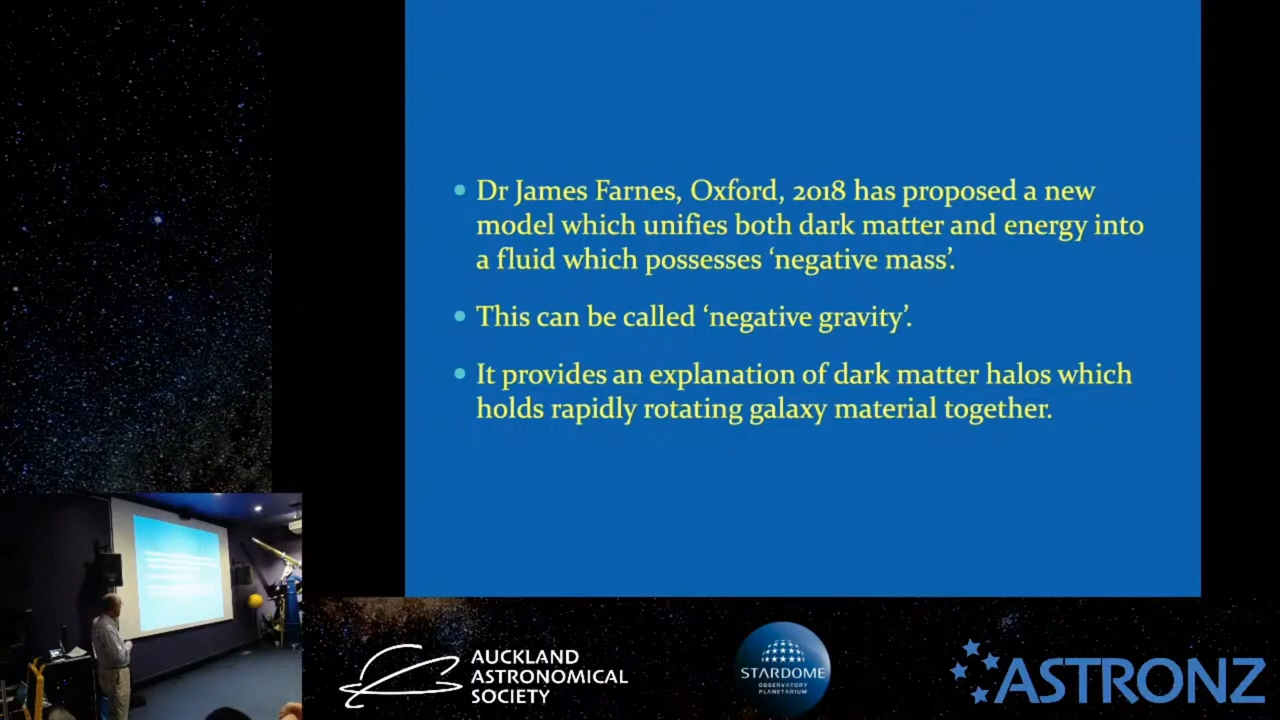 Dr James Farnes, Oxford, 2018 has proposed a new
model which unifies both dark matter and energy into
a fluid which possesses ‘negative mass’.
This can be called ‘negative gravity’.
It provides an explanation of dark matter halos which
holds rapidly rotating galaxy material together.
AUCKLAND
ASTRONOMICAL
SOCIETY
STARDOME
OBSERVATORY
PLANETARIUM
ASTRONZ